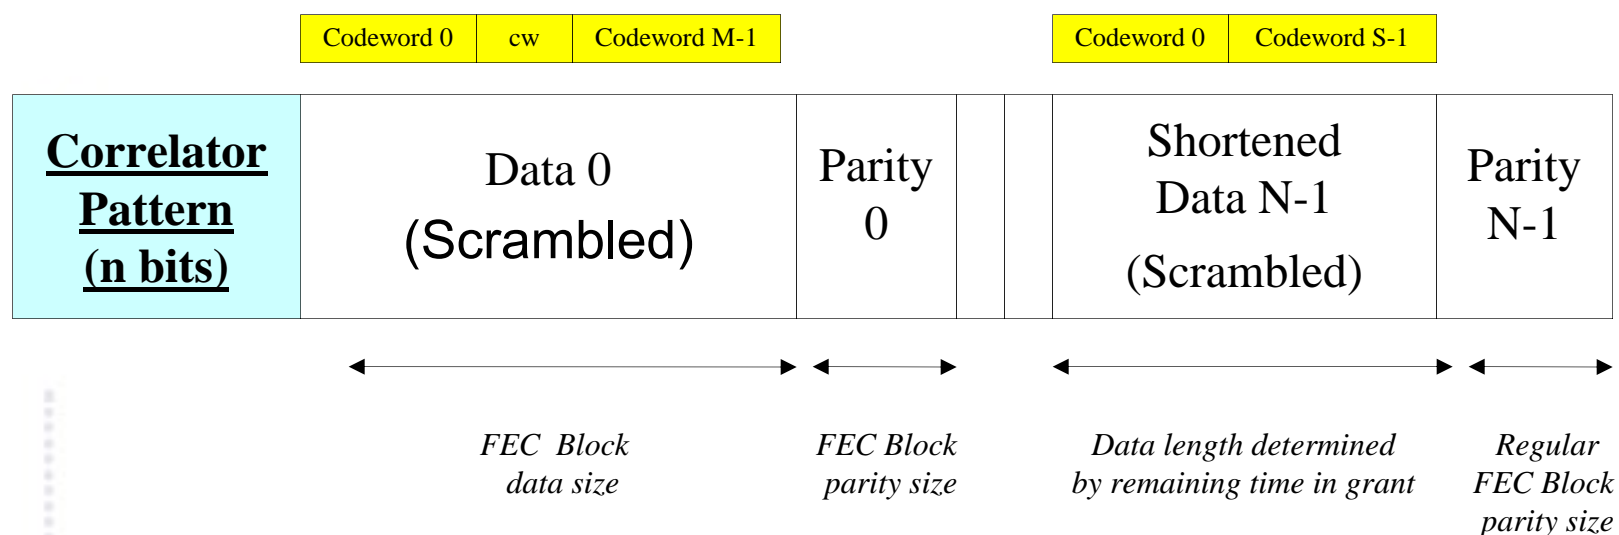 Codeword 0 cw Codeword M-1 Codeword 0 Codeword S-1
Correlator
Pattern
(n bits)
Data 0
(Scrambled)
Parity
0
Shortened
Data N-1
(Scrambled)
Parity
N-1
FEC Block
data size
FEC Block
parity size
Data length determined
by remaining time in grant
Regular
FEC Block
parity size